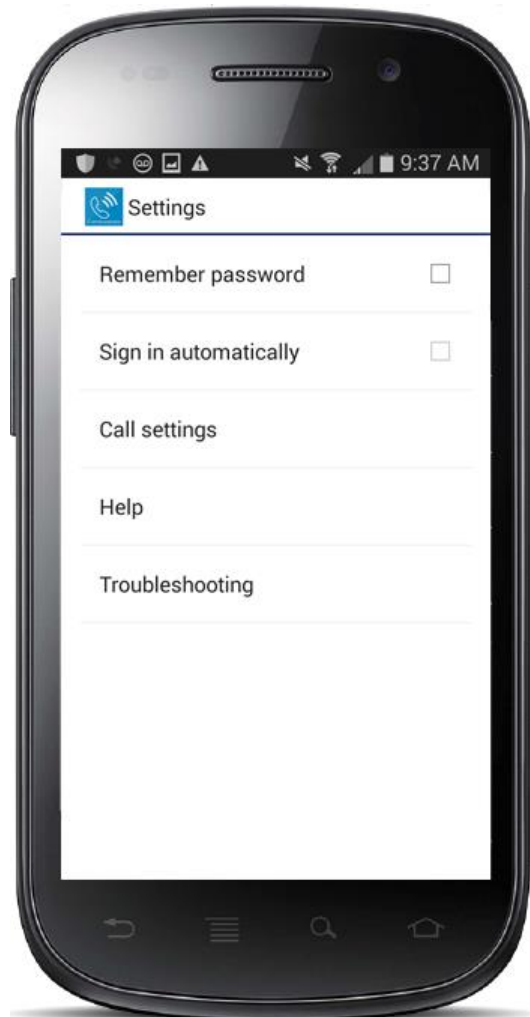 9:37 AM
Settings
Remember password
Sign in automatically
Call settings
Help
Troubleshooting